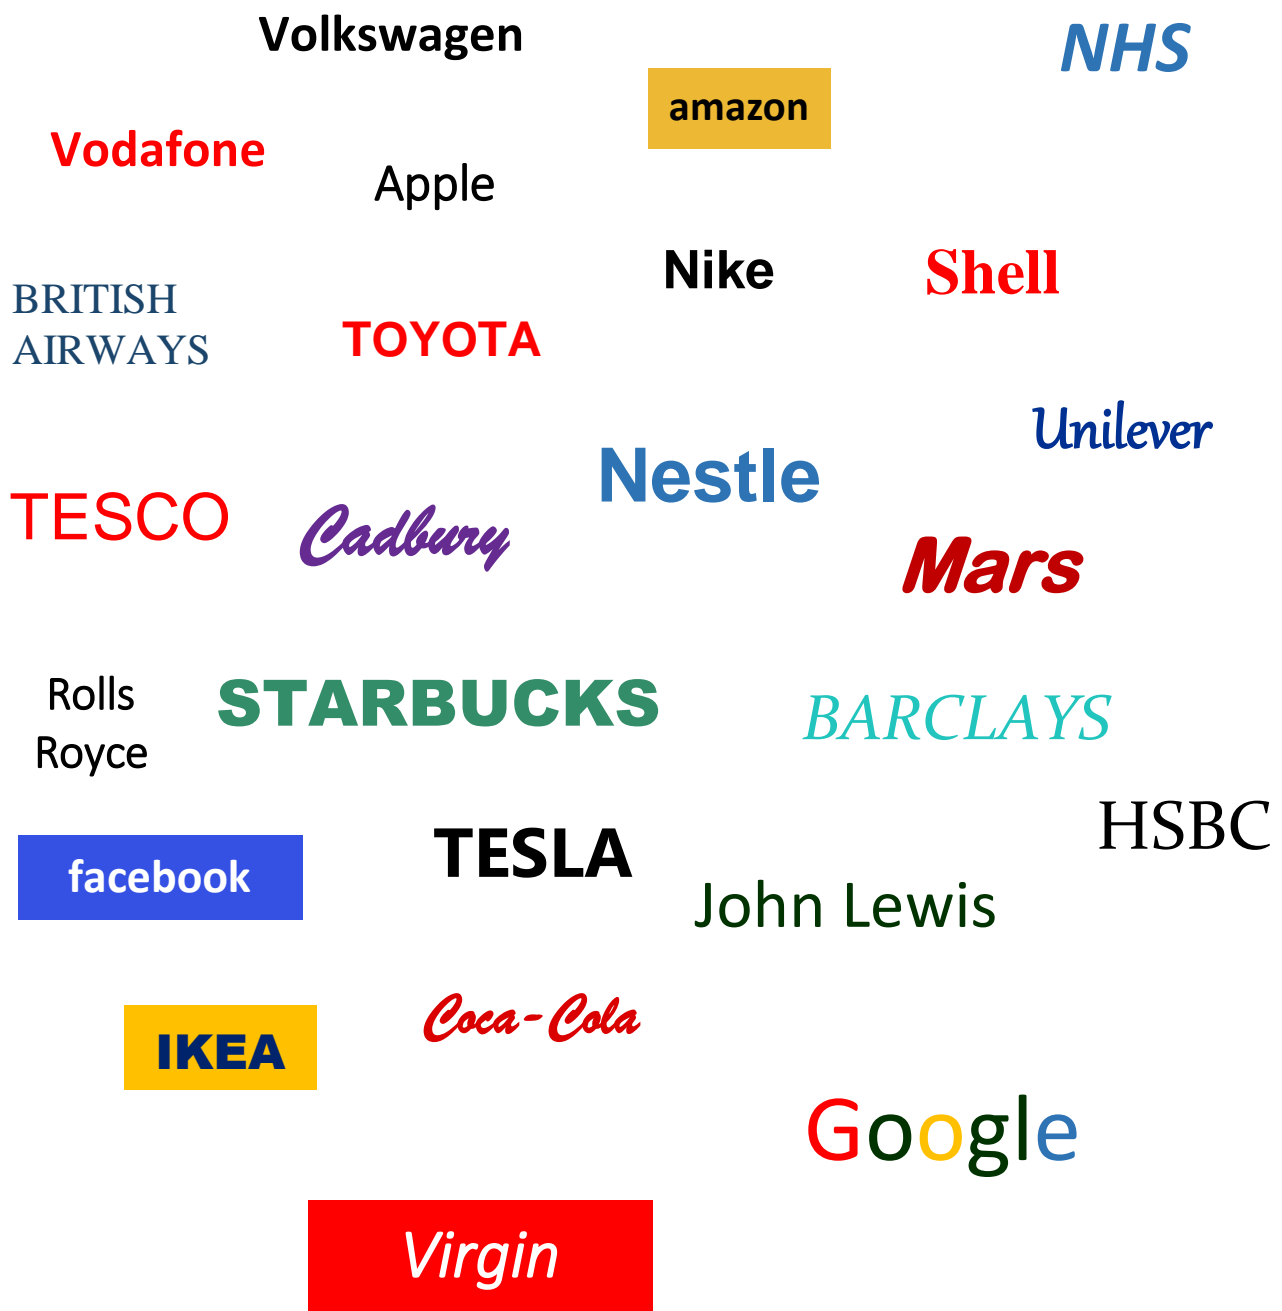 Volkswagen
NHS
amazon
Vodafone
Apple
Nike
Shell
BRITISH
AIRWAYS
TOYOTA
Unilever
Nestle
TESCO
Cadbury
Mars
Rolls
Royce
STARBUCKS
BARCLAYS
HSBC
TESLA
facebook
John Lewis
Coca-Cola
IKEA
Google
Virgin